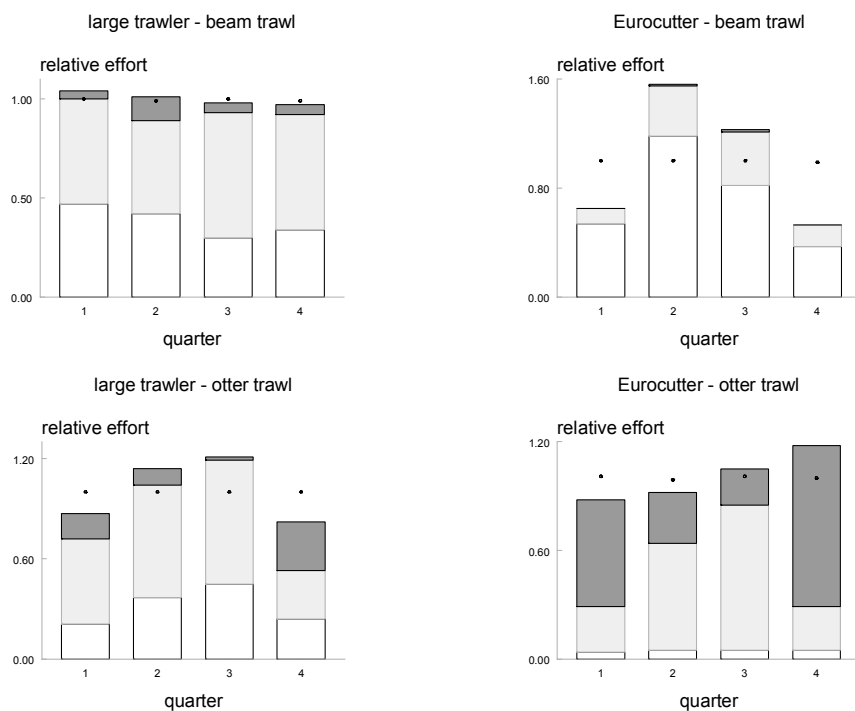 large trawler - beam trawl
relative effort
1.00
0.50
0.00
1 2 3 4
quarter
Eurocutter - beam trawl
relative effort
1.60
0.80
0.00
1 2 3 4
quarter
large trawler - otter trawl
relative effort
1.20
0.60
0.00
1 2 3 4
quarter
Eurocutter - otter trawl
relative effort
1.20
0.60
0.00
1 2 3 4
quarter